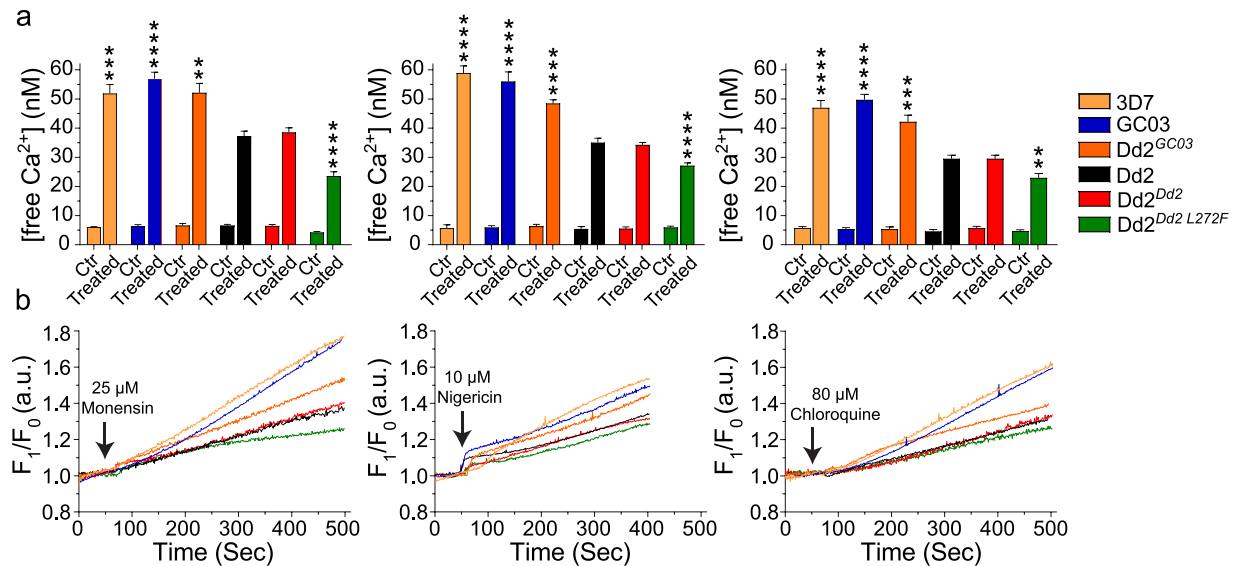 a
[free Ca2+] (nM)
60
50
40
30
20
10
0
***
****
**
****
Ctr
Treated
Ctr
Treated
Ctr
Treated
Ctr
Treated
Ctr
Treated
Ctr
Treated
[free Ca2+] (nM)
60
50
40
30
20
10
0
****
****
****
****
Ctr
Treated
Ctr
Treated
Ctr
Treated
Ctr
Treated
Ctr
Treated
Ctr
Treated
[free Ca2+] (nM)
60
50
40
30
20
10
0
****
****
***
**
Ctr
Treated
Ctr
Treated
Ctr
Treated
Ctr
Treated
Ctr
Treated
Ctr
Treated
3D7
GC03
Dd2GC03
Dd2
Dd2Dd2
Dd2Dd2 L272F
b
F1/F0 (a.u.)
1.8
1.6
1.4
1.2
1.0
0.8
25 µM
Monensin
0 100 200 300 400 500
Time (Sec)
F1/F0 (a.u.)
1.8
1.6
1.4
1.2
1.0
0.8
10 µM
Nigericin
0 100 200 300 400 500
Time (Sec)
F1/F0 (a.u.)
1.8
1.6
1.4
1.2
1.0
0.8
80 µM
Chloroquine
0 100 200 300 400 500
Time (Sec)